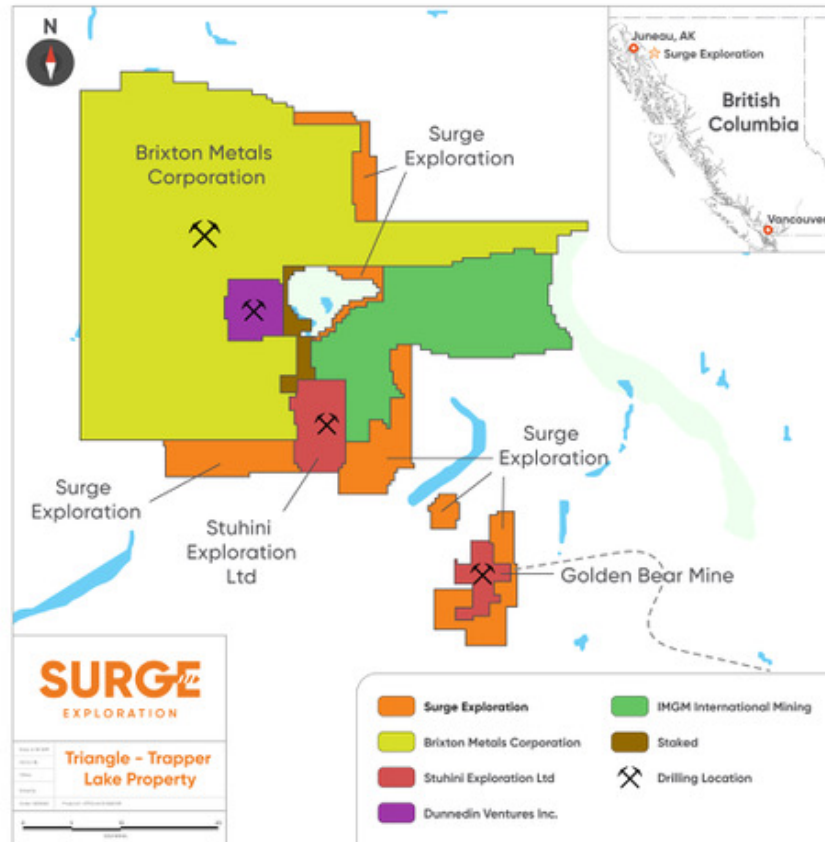 N
Juneau, AK
Surge Exploration
British
Columbia
Vancouver
Brixton Metals
Corporation
Surge
Exploration
Surge
Exploration
Surge
Exploration
Stuhini
Exploration
Ltd
Golden Bear Mine
SURGE
EXPLORATION
Triangle - Trapper
Lake Property
Surge Exploration
Brixton Metals Corporation
Stuhini Exploration Ltd
Dunnedin Ventures Inc.
IMGM International Mining
Staked
Drilling Location